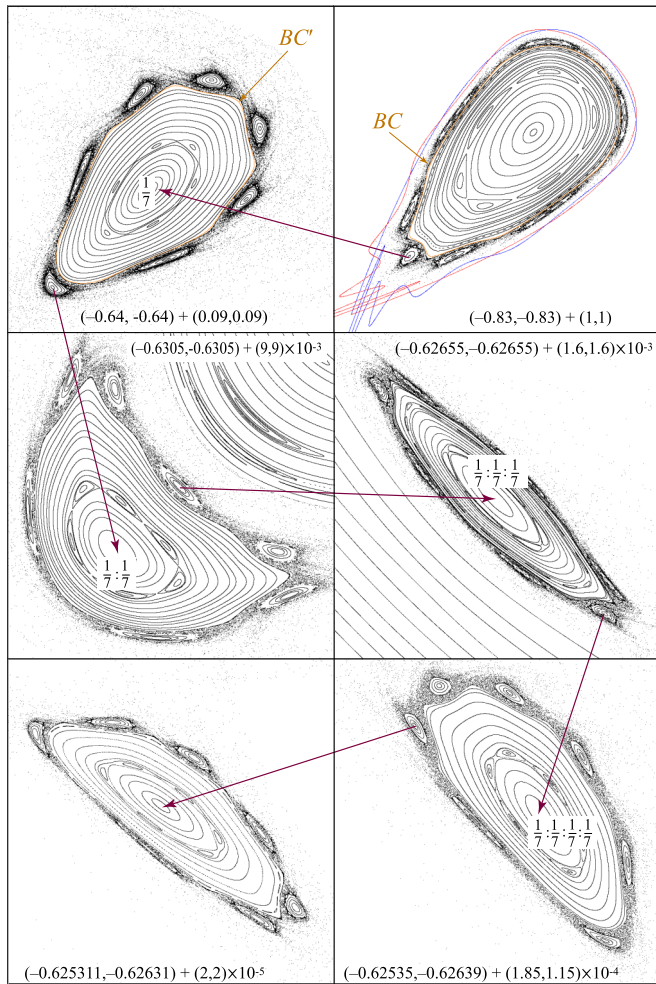 BC′
BC
1/7
(–0.64, -0.64) + (0.09,0.09)
(–0.83,–0.83) + (1,1)
(–0.6305,-0.6305) + (9,9)×10⁻³
(–0.62655,–0.62655) + (1.6,1.6)×10⁻³
1/7:1/7:1/7
1/7:1/7
1/7:1/7:1/7:1/7
(–0.625311,–0.62631) + (2,2)×10⁻⁵
(–0.62535,–0.62639) + (1.85,1.15)×10⁻⁴